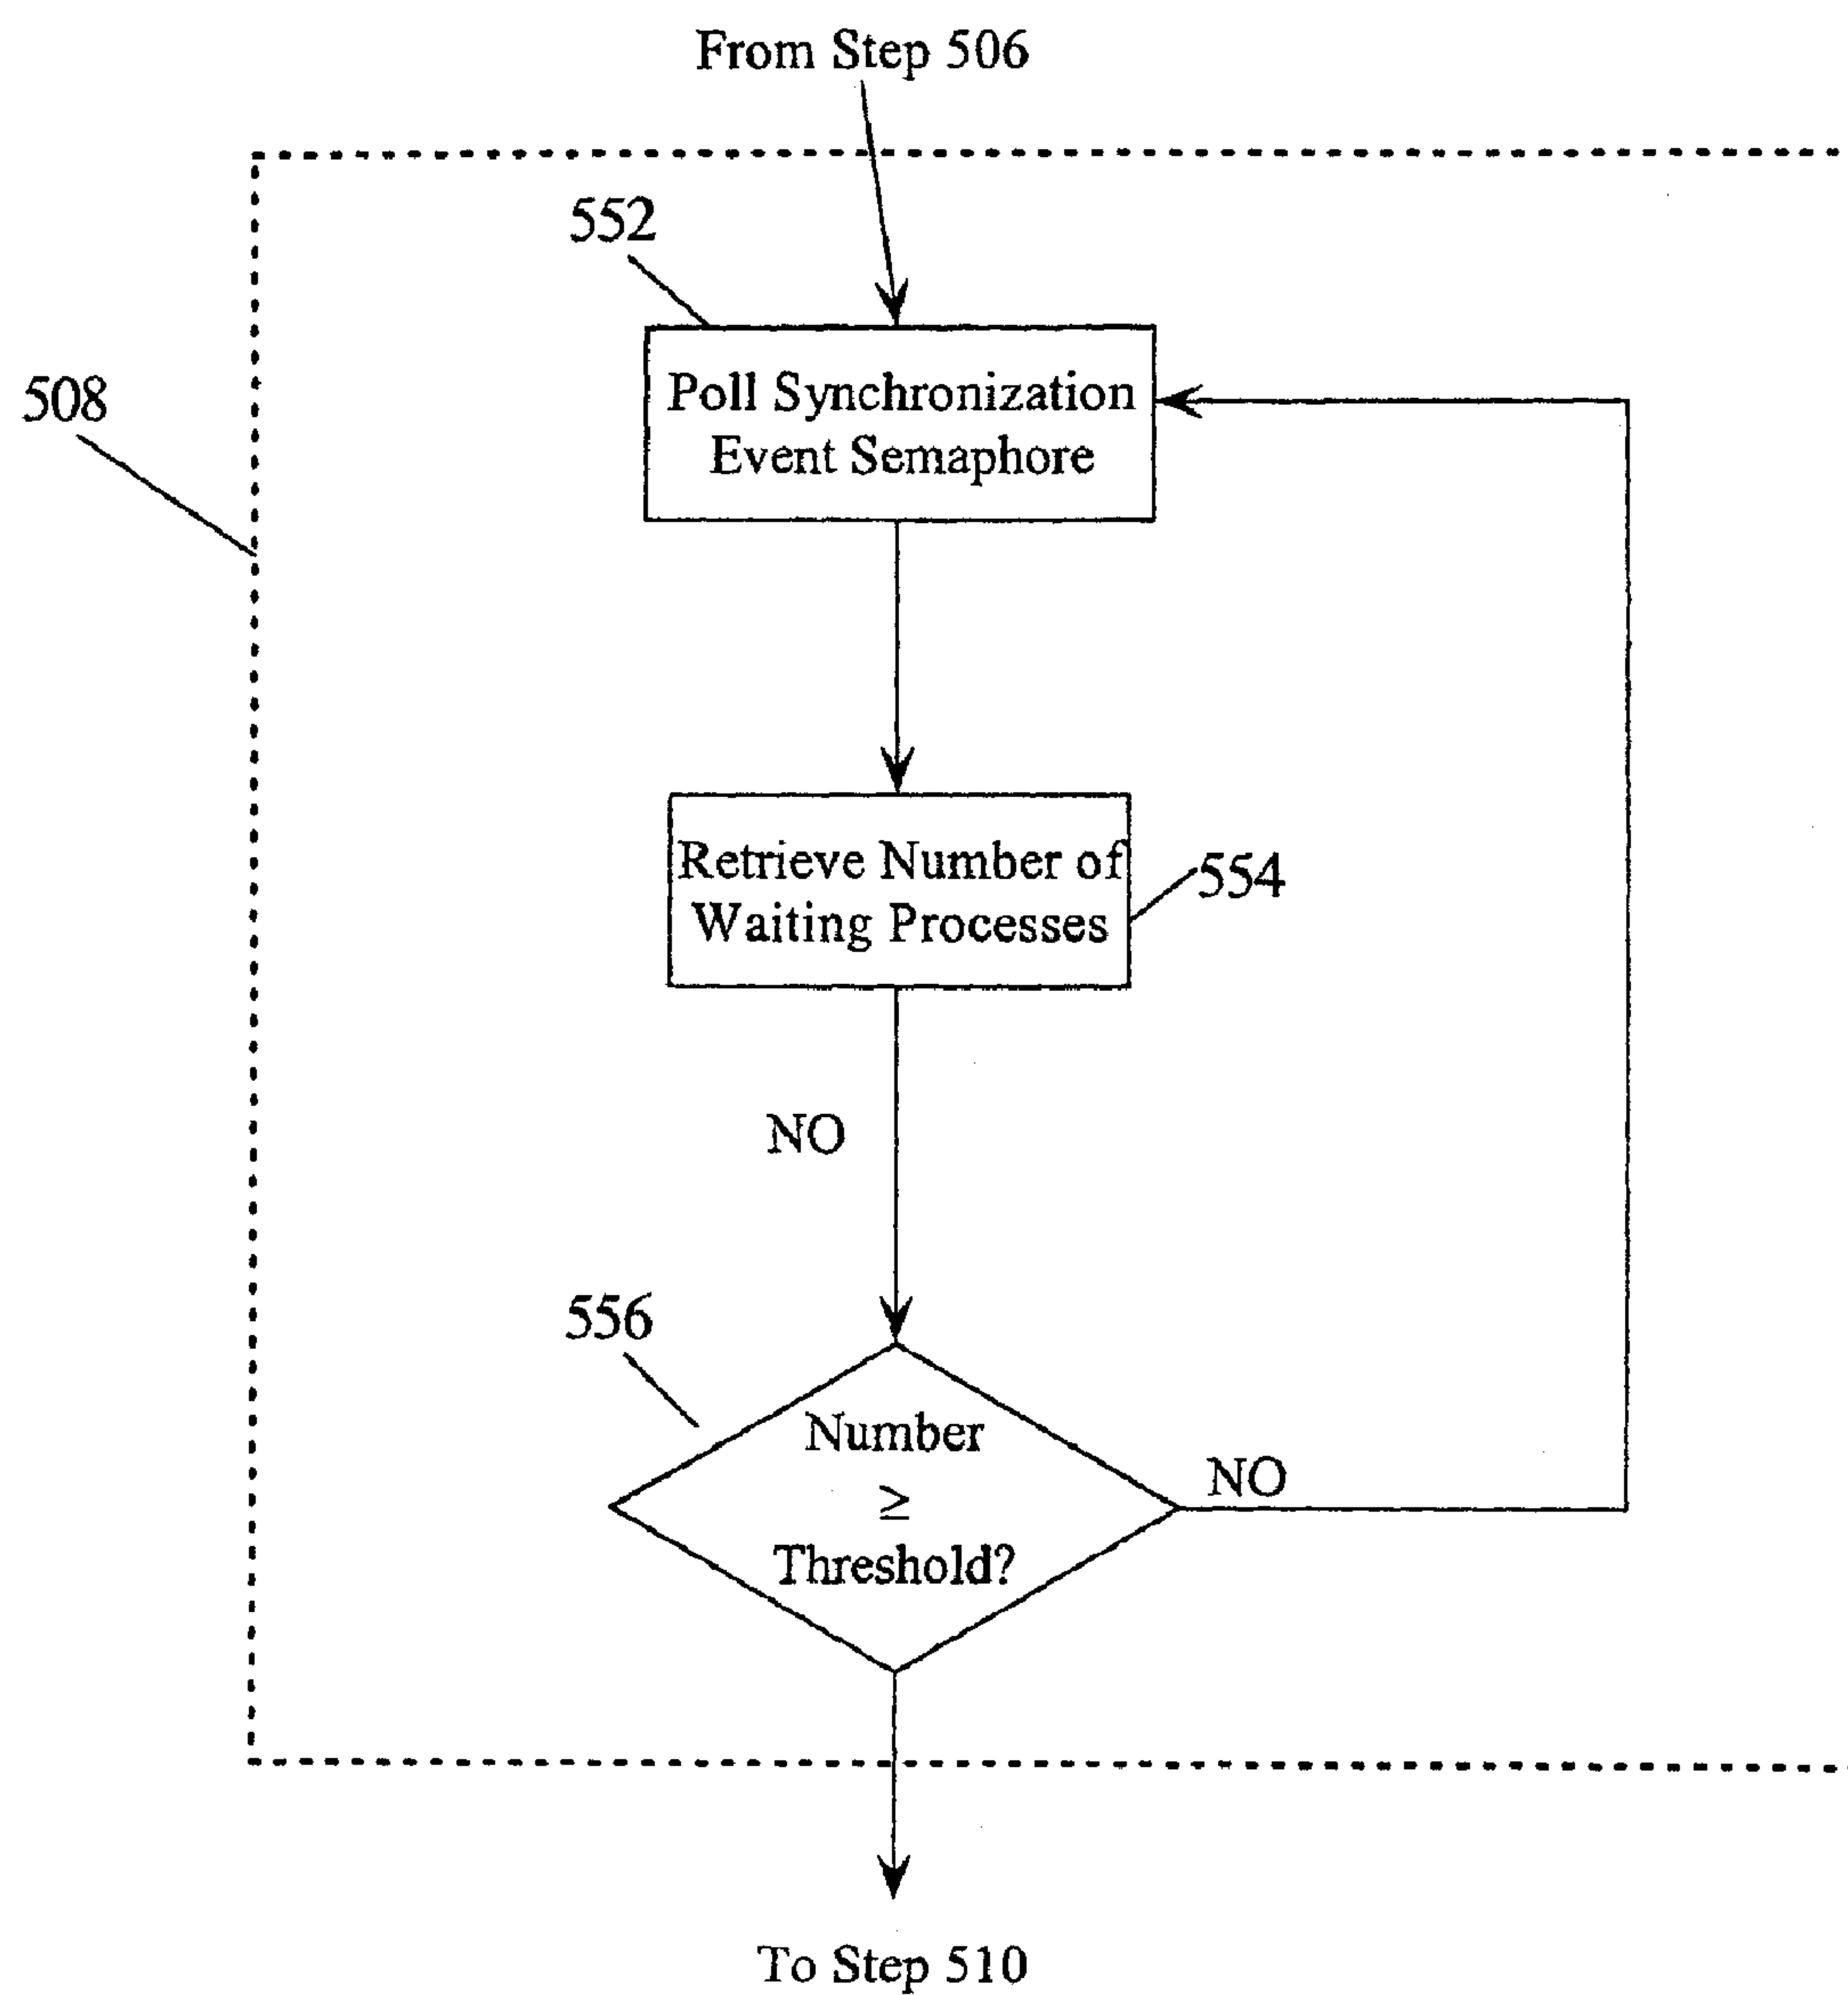 From Step 506
552
508
Poll Synchronization
Event Semaphore
Retrieve Number of
Waiting Processes
554
NO
556
Number
≥
Threshold?
NO
To Step 510